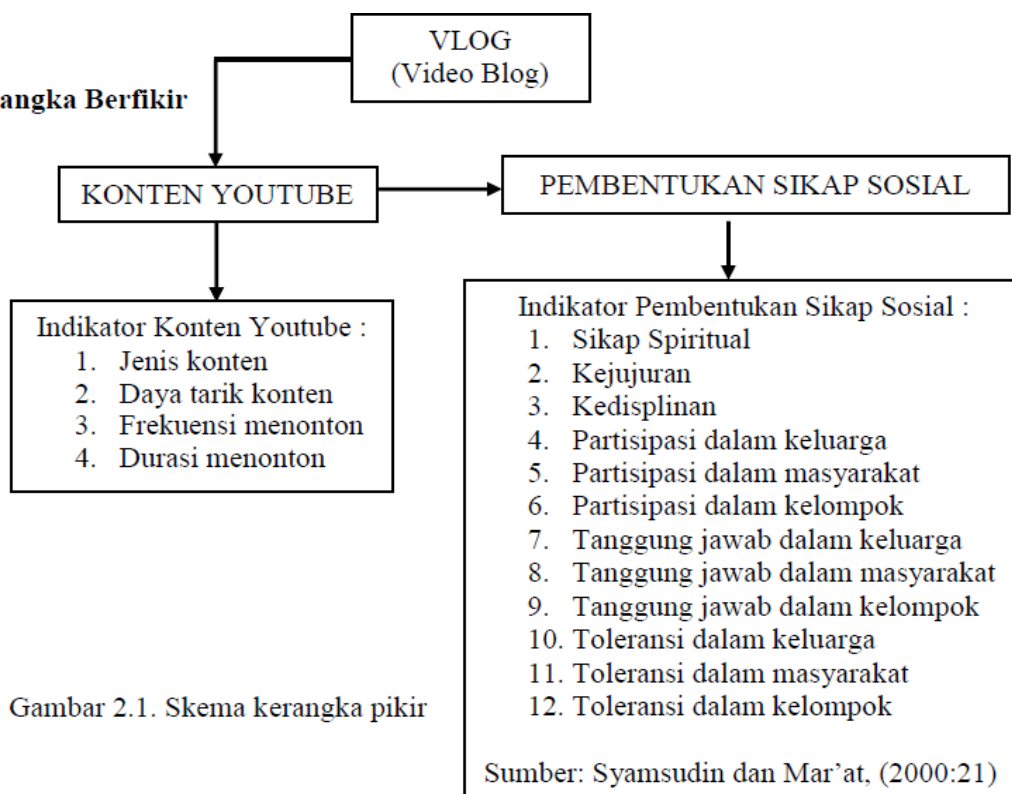 VLOG
(Video Blog)
angka Berfikir
KONTEN YOUTUBE
PEMBENTUKAN SIKAP SOSIAL
Indikator Konten Youtube :
1. Jenis konten
2. Daya tarik konten
3. Frekuensi menonton
4. Durasi menonton
Indikator Pembentukan Sikap Sosial :
1. Sikap Spiritual
2. Kejujuran
3. Kedisplinan
4. Partisipasi dalam keluarga
5. Partisipasi dalam masyarakat
6. Partisipasi dalam kelompok
7. Tanggung jawab dalam keluarga
8. Tanggung jawab dalam masyarakat
9. Tanggung jawab dalam kelompok
10. Toleransi dalam keluarga
11. Toleransi dalam masyarakat
12. Toleransi dalam kelompok
Sumber: Syamsudin dan Mar’at, (2000:21)
Gambar 2.1. Skema kerangka pikir